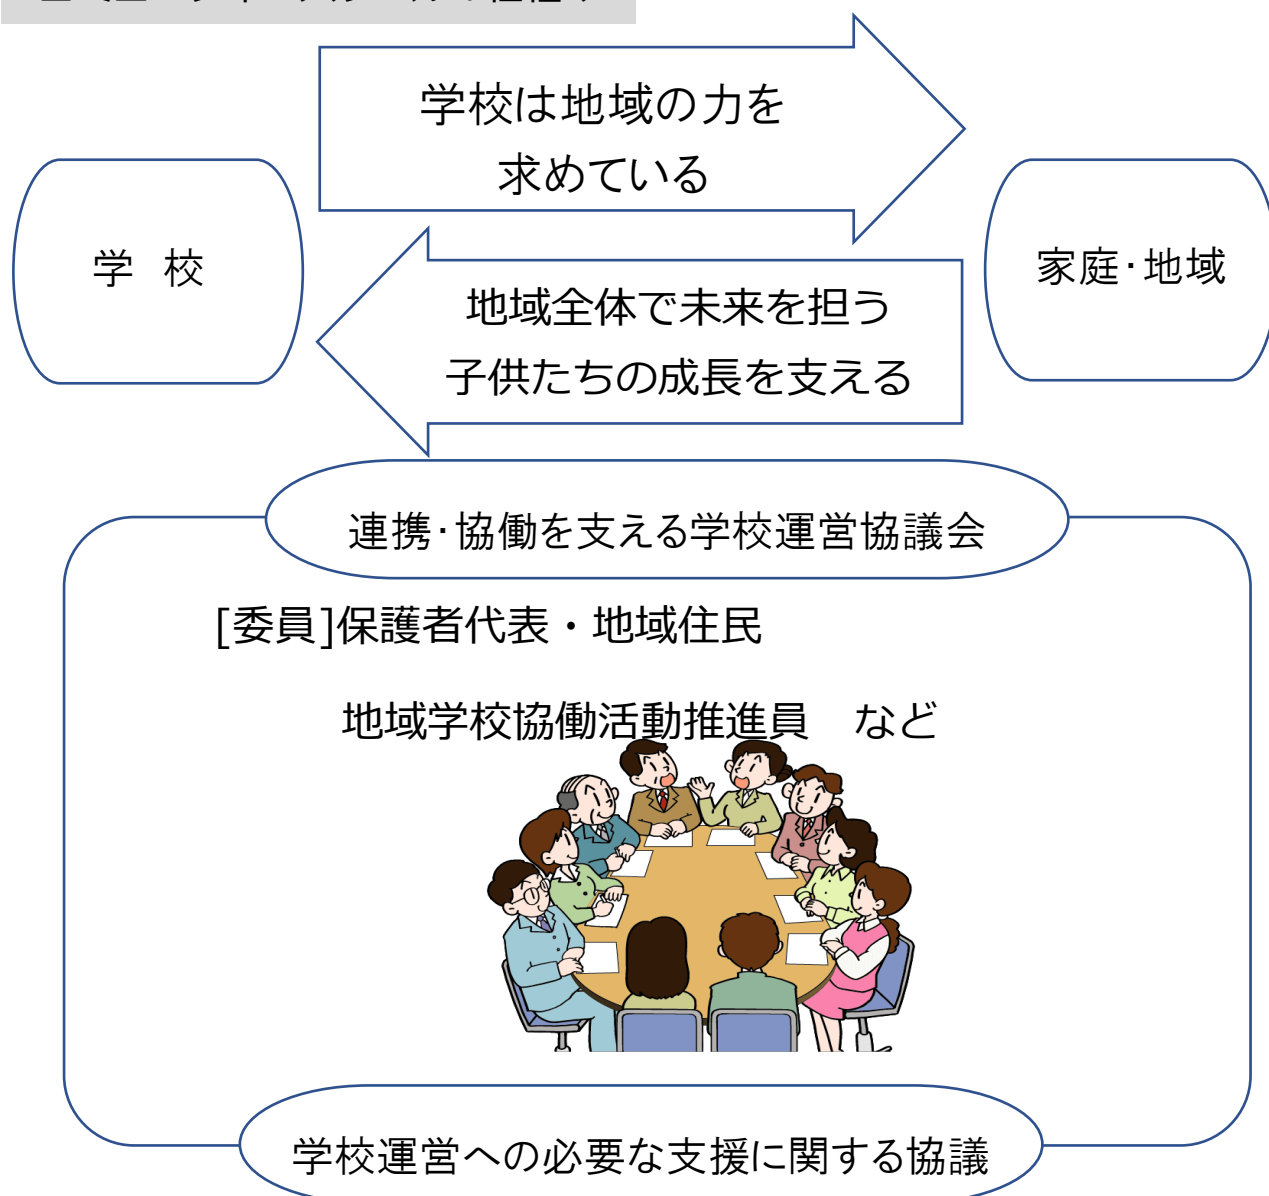 学校は地域の力を
求めている
学 校
家庭･地域
地域全体で未来を担う
子供たちの成長を支える
連携･協働を支える学校運営協議会
[委員]保護者代表・地域住民
地域学校協働活動推進員　など
学校運営への必要な支援に関する協議